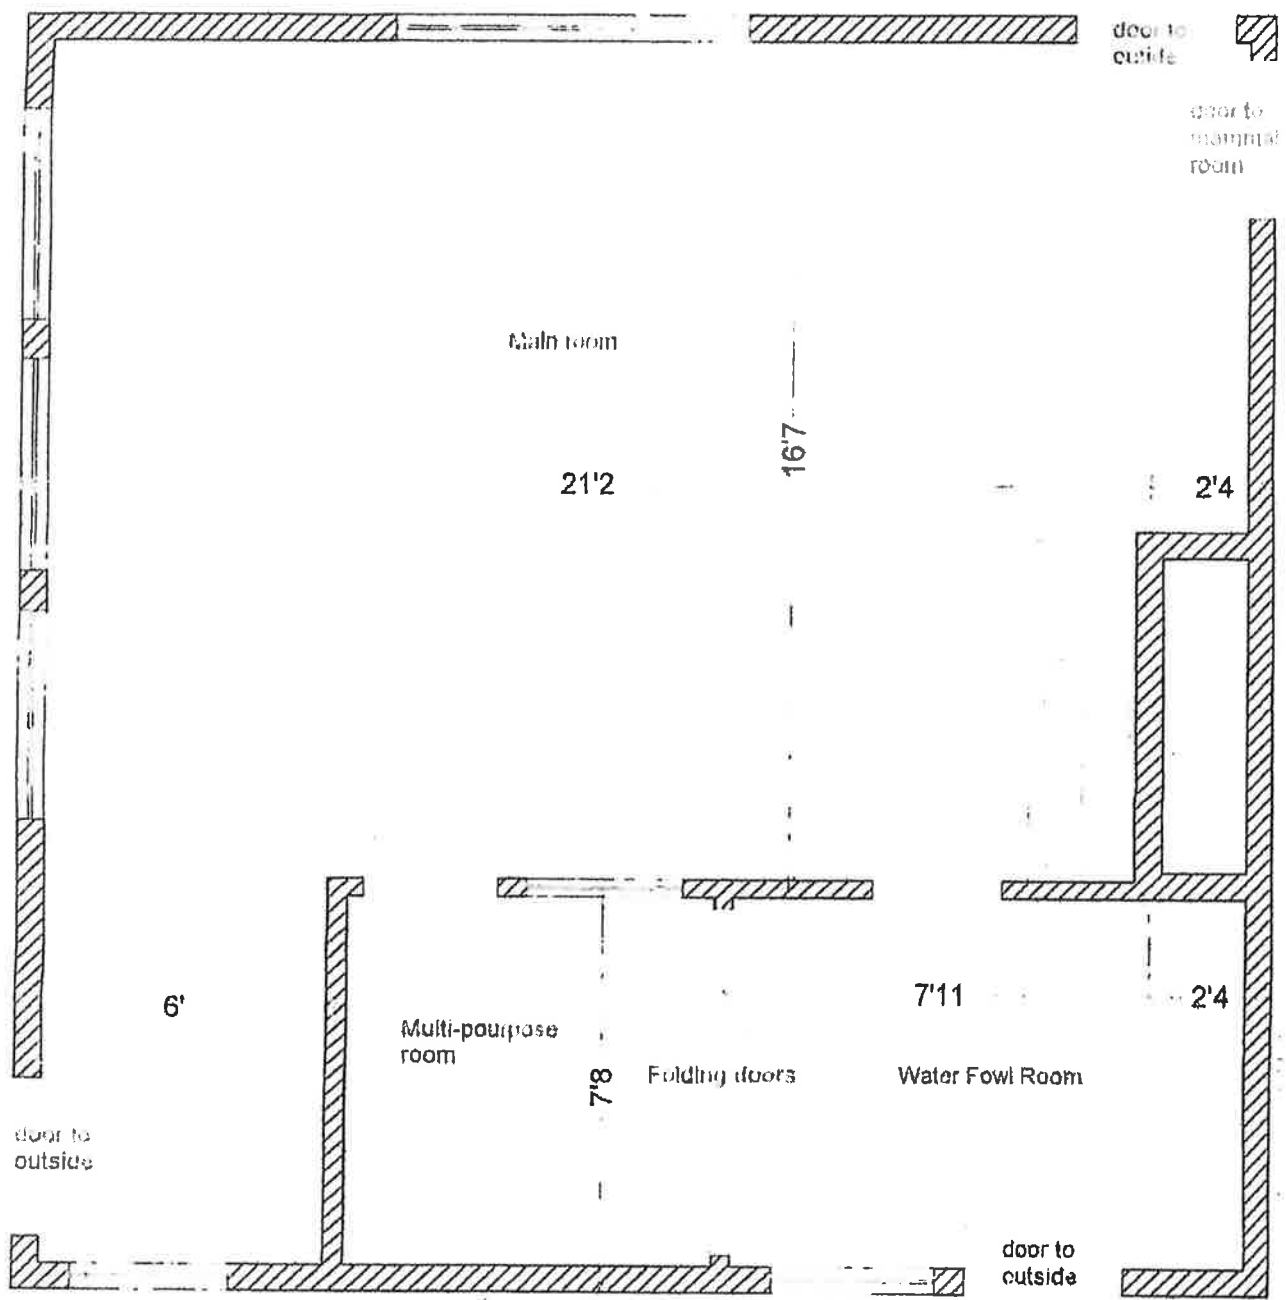 door to
outide
door to
mammal
room
Main room
16'7
21'2
2'4
6'
7'11
2'4
Multi-pourpose
room
7'8
Folding doors
Water Fowl Room
door to
outside
door to
outside